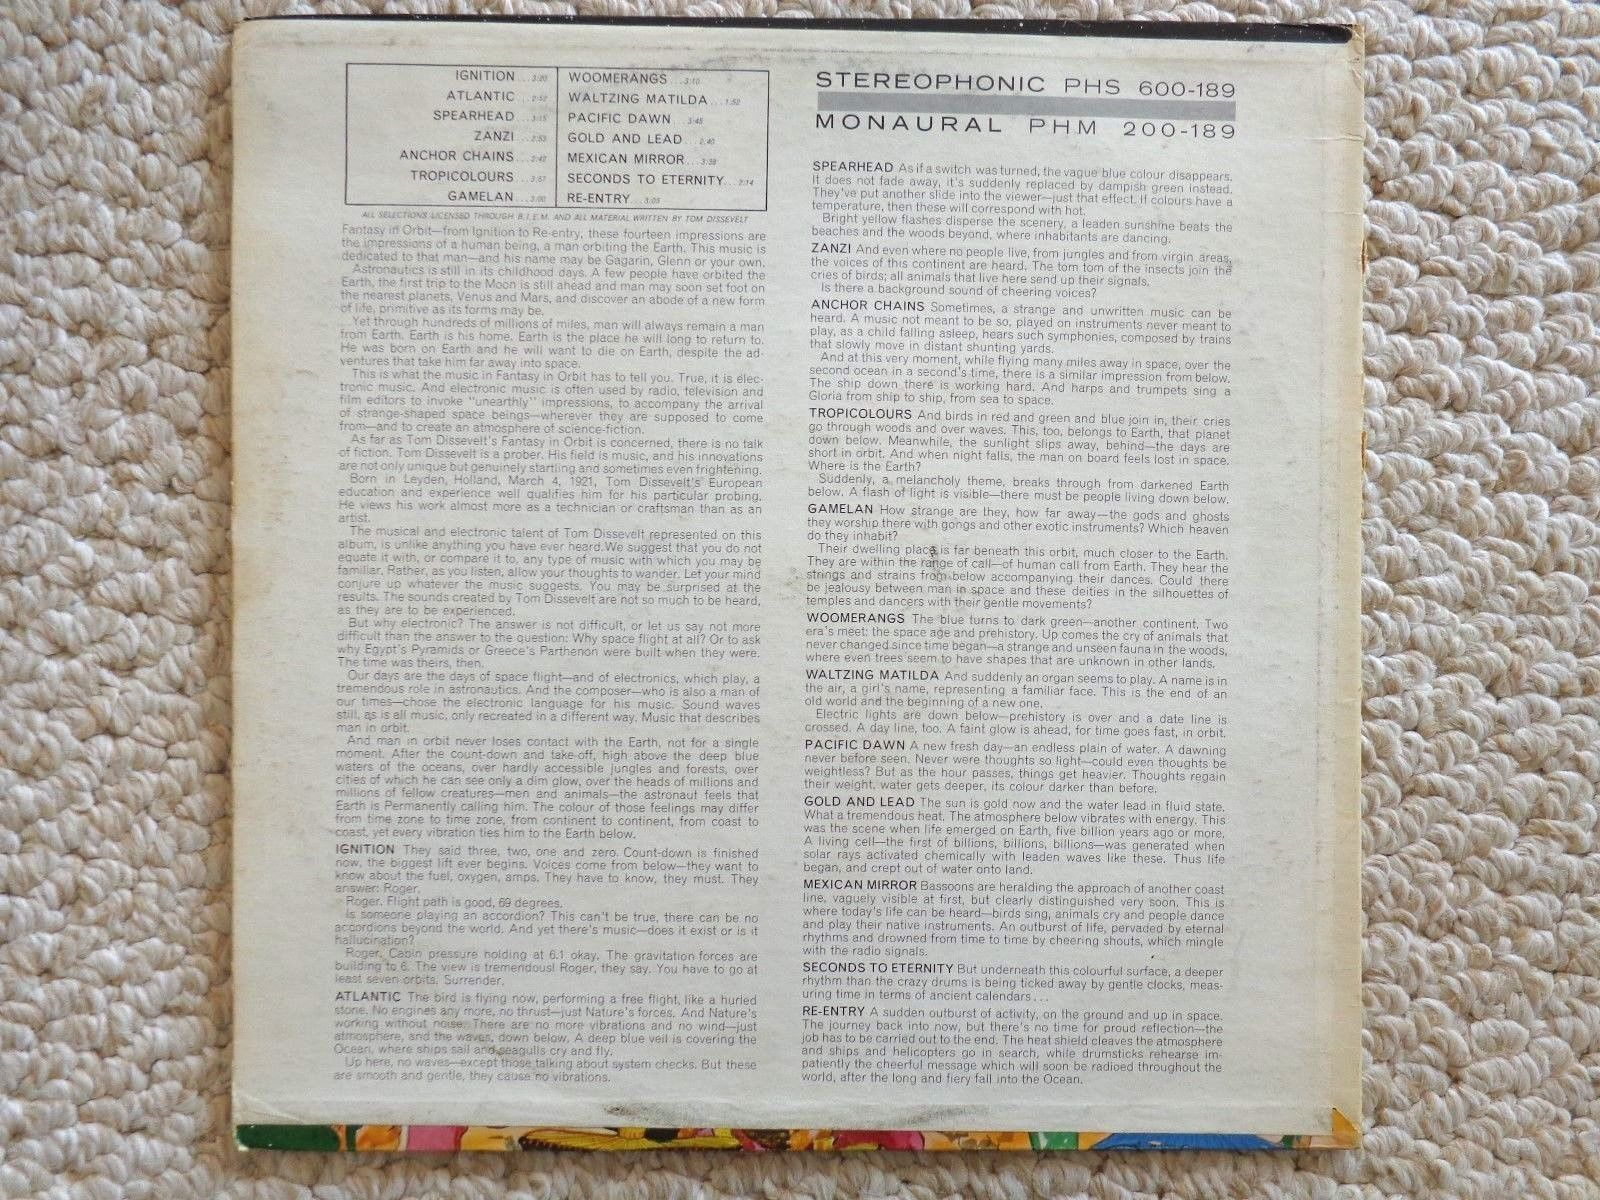 IGNITION ... 3:20
ATLANTIC ... 2:52
SPEARHEAD ... 3:15
ZANZI ... 2:53
ANCHOR CHAINS ... 2:42
TROPICOLOURS ... 3:57
GAMELAN ... 3:00
WOOMERANGS ... 3:10
WALTZING MATILDA ... 1:52
PACIFIC DAWN ... 3:45
GOLD AND LEAD ... 2:40
MEXICAN MIRROR ... 3:38
SECONDS TO ETERNITY ... 2:14
RE-ENTRY ... 3:05
ALL SELECTIONS LICENSED THROUGH B.I.E.M. AND ALL MATERIAL WRITTEN BY TOM DISSEVELT
Fantasy in Orbit—from Ignition to Re-entry, these fourteen impressions are
the impressions of a human being, a man orbiting the Earth. This music is
dedicated to that man—and his name may be Gagarin, Glenn or your own.
Astronautics is still in its childhood days. A few people have orbited the
Earth, the first trip to the Moon is still ahead and man may soon set foot on
the nearest planets, Venus and Mars, and discover an abode of a new form
of life, primitive as its forms may be.
Yet through hundreds of millions of miles, man will always remain a man
from Earth. Earth is his home. Earth is the place he will long to return to.
He was born on Earth and he will want to die on Earth, despite the ad-
ventures that take him far away into space.
This is what the music in Fantasy in Orbit has to tell you. True, it is elec-
tronic music. And electronic music is often used by radio, television and
film editors to invoke "unearthly" impressions, to accompany the arrival
of strange-shaped space beings—wherever they are supposed to come
from—and to create an atmosphere of science-fiction.
As far as Tom Dissevelt's Fantasy in Orbit is concerned, there is no talk
of fiction. Tom Dissevelt is a prober. His field is music, and his innovations
are not only unique but genuinely startling and sometimes even frightening.
Born in Leyden, Holland, March 4, 1921, Tom Dissevelt's European
education and experience well qualifies him for his particular probing.
He views his work almost more as a technician or craftsman than as an
artist.
The musical and electronic talent of Tom Dissevelt represented on this
album, is unlike anything you have ever heard. We suggest that you do not
equate it with, or compare it to, any type of music with which you may be
familiar. Rather, as you listen, allow your thoughts to wander. Let your mind
conjure up whatever the music suggests. You may be surprised at the
results. The sounds created by Tom Dissevelt are not so much to be heard,
as they are to be experienced.
But why electronic? The answer is not difficult, or let us say not more
difficult than the answer to the question: Why space flight at all? Or to ask
why Egypt's Pyramids or Greece's Parthenon were built when they were.
The time was theirs, then.
Our days are the days of space flight—and of electronics, which play, a
tremendous role in astronautics. And the composer—who is also a man of
our times—chose the electronic language for his music. Sound waves
still, as is all music, only recreated in a different way. Music that describes
man in orbit.
And man in orbit never loses contact with the Earth, not for a single
moment. After the count-down and take-off, high above the deep blue
waters of the oceans, over hardly accessible jungles and forests, over
cities of which he can see only a dim glow, over the heads of millions and
millions of fellow creatures—men and animals—the astronaut feels that
Earth is Permanently calling him. The colour of those feelings may differ
from time zone to time zone, from continent to continent, from coast to
coast, yet every vibration ties him to the Earth below.
IGNITION They said three, two, one and zero. Count-down is finished
now, the biggest lift ever begins. Voices come from below—they want to
know about the fuel, oxygen, amps. They have to know, they must. They
answer: Roger.
Roger. Flight path is good, 69 degrees.
Is someone playing an accordion? This can't be true, there can be no
accordions beyond the world. And yet there's music—does it exist or is it
hallucination?
Roger. Cabin pressure holding at 6.1 okay. The gravitation forces are
building to 6. The view is tremendous! Roger, they say. You have to go at
least seven orbits. Surrender.
ATLANTIC The bird is flying now, performing a free flight, like a hurled
stone. No engines any more, no thrust—just Nature's forces. And Nature's
working without noise. There are no more vibrations and no wind—just
atmosphere, and the waves, down below. A deep blue veil is covering the
Ocean, where ships sail and seagulls cry and fly.
Up here, no waves—except those talking about system checks. But these
are smooth and gentle, they cause no vibrations.
STEREOPHONIC PHS 600-189
MONAURAL PHM 200-189
SPEARHEAD As if a switch was turned, the vague blue colour disappears.
It does not fade away, it's suddenly replaced by dampish green instead.
They've put another slide into the viewer—just that effect. If colours have a
temperature, then these will correspond with hot.
Bright yellow flashes disperse the scenery, a leaden sunshine beats the
beaches and the woods beyond, where inhabitants are dancing.
ZANZI And even where no people live, from jungles and from virgin areas,
the voices of this continent are heard. The tom tom of the insects join the
cries of birds; all animals that live here send up their signals.
Is there a background sound of cheering voices?
ANCHOR CHAINS Sometimes, a strange and unwritten music can be
heard. A music not meant to be so, played on instruments never meant to
play, as a child falling asleep, hears such symphonies, composed by trains
that slowly move in distant shunting yards.
And at this very moment, while flying many miles away in space, over the
second ocean in a second's time, there is a similar impression from below.
The ship down there is working hard. And harps and trumpets sing a
Gloria from ship to ship, from sea to space.
TROPICOLOURS And birds in red and green and blue join in, their cries
go through woods and over waves. This, too, belongs to Earth, that planet
down below. Meanwhile, the sunlight slips away, behind—the days are
short in orbit. And when night falls, the man on board feels lost in space.
Where is the Earth?
Suddenly, a melancholy theme, breaks through from darkened Earth
below. A flash of light is visible—there must be people living down below.
GAMELAN How strange are they, how far away—the gods and ghosts
they worship there with gongs and other exotic instruments? Which heaven
do they inhabit?
Their dwelling place is far beneath this orbit, much closer to the Earth.
They are within the range of call—of human call from Earth. They hear the
strings and strains from below accompanying their dances. Could there
be jealousy between man in space and these deities in the silhouettes of
temples and dancers with their gentle movements?
WOOMERANGS The blue turns to dark green—another continent. Two
era's meet: the space age and prehistory. Up comes the cry of animals that
never changed since time began—a strange and unseen fauna in the woods,
where even trees seem to have shapes that are unknown in other lands.
WALTZING MATILDA And suddenly an organ seems to play. A name is in
the air, a girl's name, representing a familiar face. This is the end of an
old world and the beginning of a new one.
Electric lights are down below—prehistory is over and a date line is
crossed. A day line, too. A faint glow is ahead, for time goes fast, in orbit.
PACIFIC DAWN A new fresh day—an endless plain of water. A dawning
never before seen. Never were thoughts so light—could even thoughts be
weightless? But as the hour passes, things get heavier. Thoughts regain
their weight, water gets deeper, its colour darker than before.
GOLD AND LEAD The sun is gold now and the water lead in fluid state.
What a tremendous heat. The atmosphere below vibrates with energy. This
was the scene when life emerged on Earth, five billion years ago or more.
A living cell—the first of billions, billions, billions—was generated when
solar rays activated chemically with leaden waves like these. Thus life
began, and crept out of water onto land.
MEXICAN MIRROR Bassoons are heralding the approach of another coast
line, vaguely visible at first, but clearly distinguished very soon. This is
where today's life can be heard—birds sing, animals cry and people dance
and play their native instruments. An outburst of life, pervaded by eternal
rhythms and drowned from time to time by cheering shouts, which mingle
with the radio signals.
SECONDS TO ETERNITY But underneath this colourful surface, a deeper
rhythm than the crazy drums is being ticked away by gentle clocks, meas-
uring time in terms of ancient calendars . . .
RE-ENTRY A sudden outburst of activity, on the ground and up in space.
The journey back into now, but there's no time for proud reflection—the
job has to be carried out to the end. The heat shield cleaves the atmosphere
and ships and helicopters go in search, while drumsticks rehearse im-
patiently the cheerful message which will soon be radioed throughout the
world, after the long and fiery fall into the Ocean.